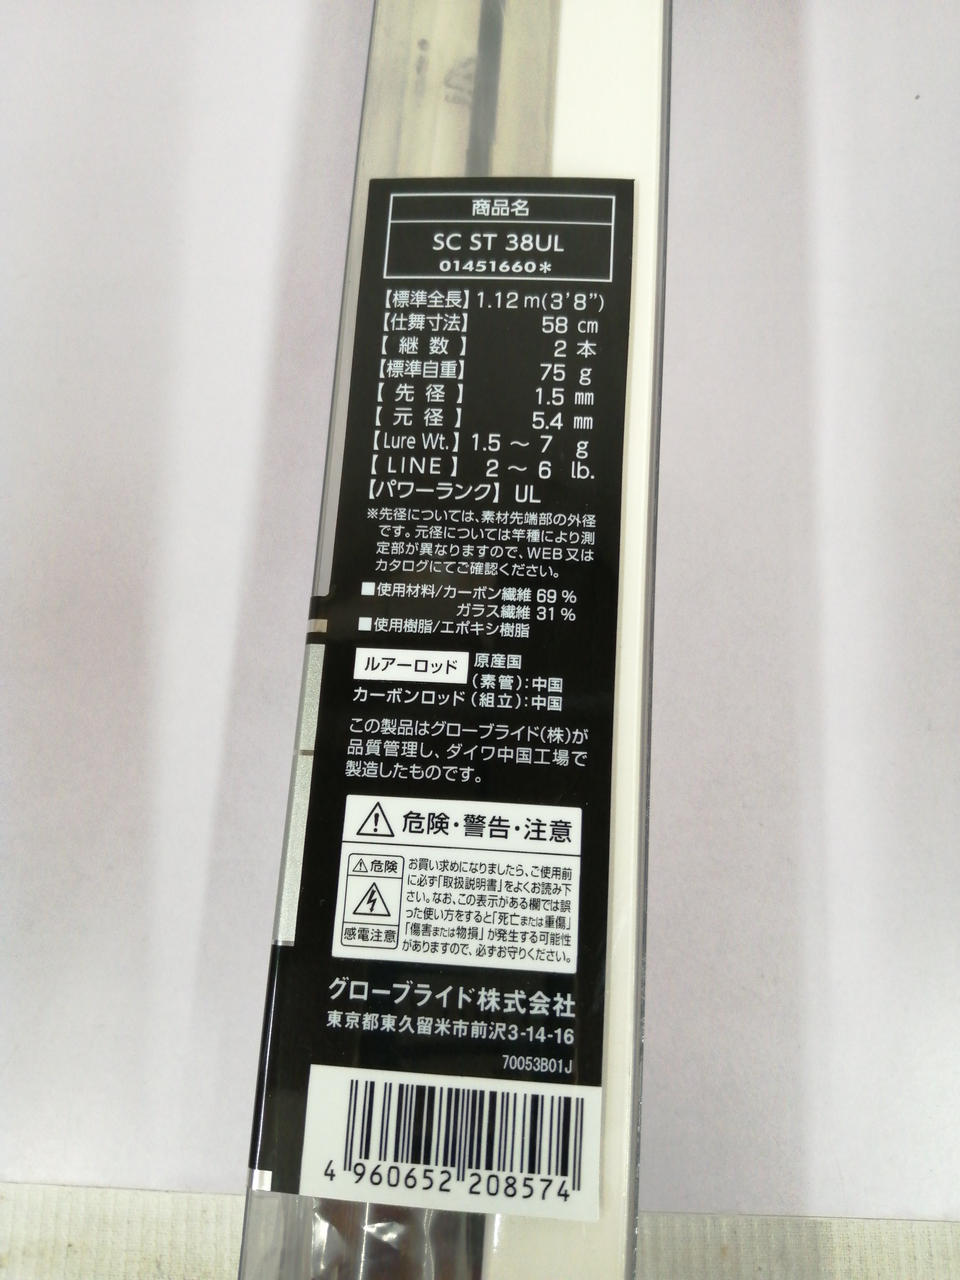 商品名
SC ST 38UL
01451660*
【標準全長】1.12m(3'8")
【仕舞寸法】 58 cm
【 継 数 】 2 本
【標準自重】 75 g
【 先 径 】 1.5 mm
【 元 径 】 5.4 mm
【Lure Wt.】 1.5 ～ 7 g
【 LINE 】 2 ～ 6 lb.
【パワーランク】 UL
※先径については、素材先端部の外径
です。元径については竿種により測
定部が異なりますので、WEB又は
カタログにてご確認ください。
■使用材料/カーボン繊維 69 %
ガラス繊維 31 %
■使用樹脂/エポキシ樹脂
ルアーロッド 原産国
(素管):中国
カーボンロッド (組立):中国
この製品はグローブライド(株)が
品質管理し、ダイワ中国工場で
製造したものです。
⚠危険・警告・注意
⚠危険
感電注意
お買い求めになりましたら、ご使用前
に必ず「取扱説明書」をよくお読み下
さい。なお、この表示がある欄では誤
った使い方をすると「死亡または重傷」
「傷害または物損」が発生する可能性
がありますので、必ずお守りください。
グローブライド株式会社
東京都東久留米市前沢3-14-16
70053B01J
4 960652 208574